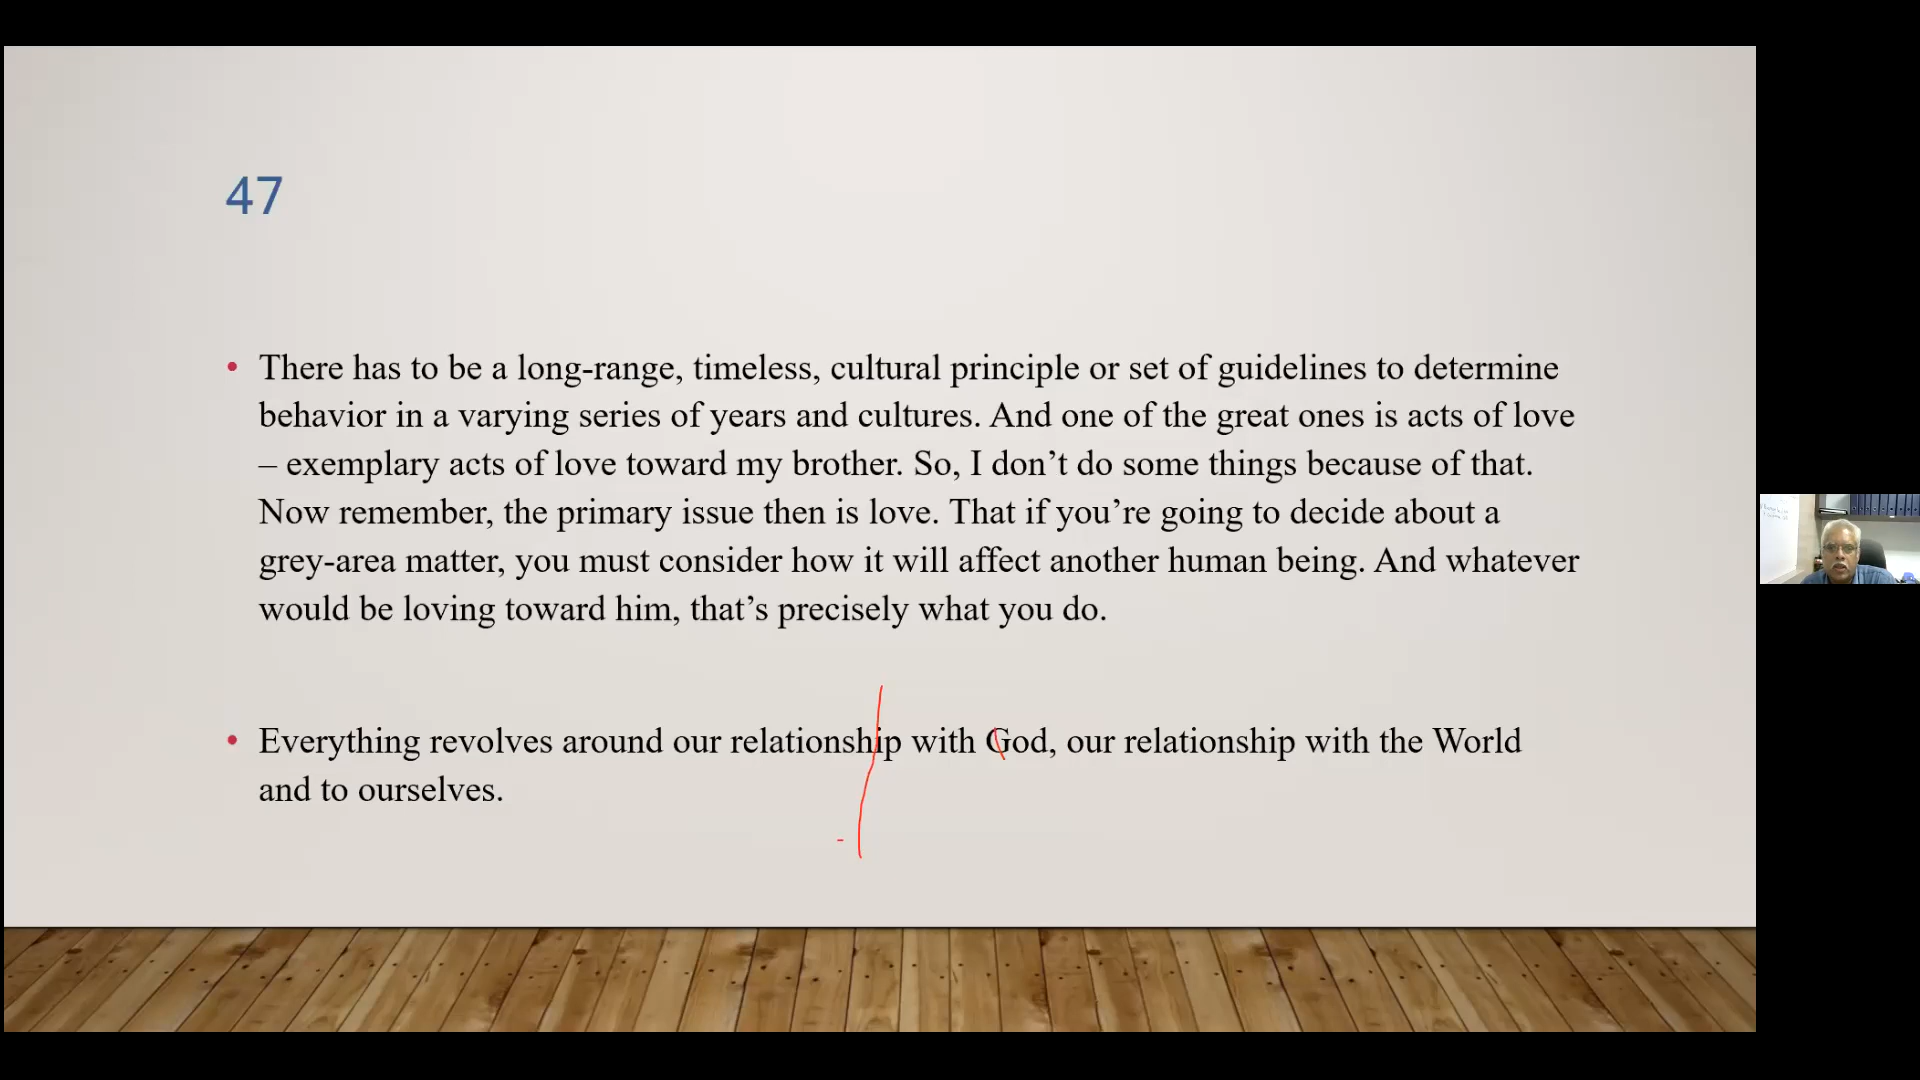 47
• There has to be a long-range, timeless, cultural principle or set of guidelines to determine
behavior in a varying series of years and cultures. And one of the great ones is acts of love
– exemplary acts of love toward my brother. So, I don’t do some things because of that.
Now remember, the primary issue then is love. That if you’re going to decide about a
grey-area matter, you must consider how it will affect another human being. And whatever
would be loving toward him, that’s precisely what you do.
• Everything revolves around our relationship with God, our relationship with the World
and to ourselves.